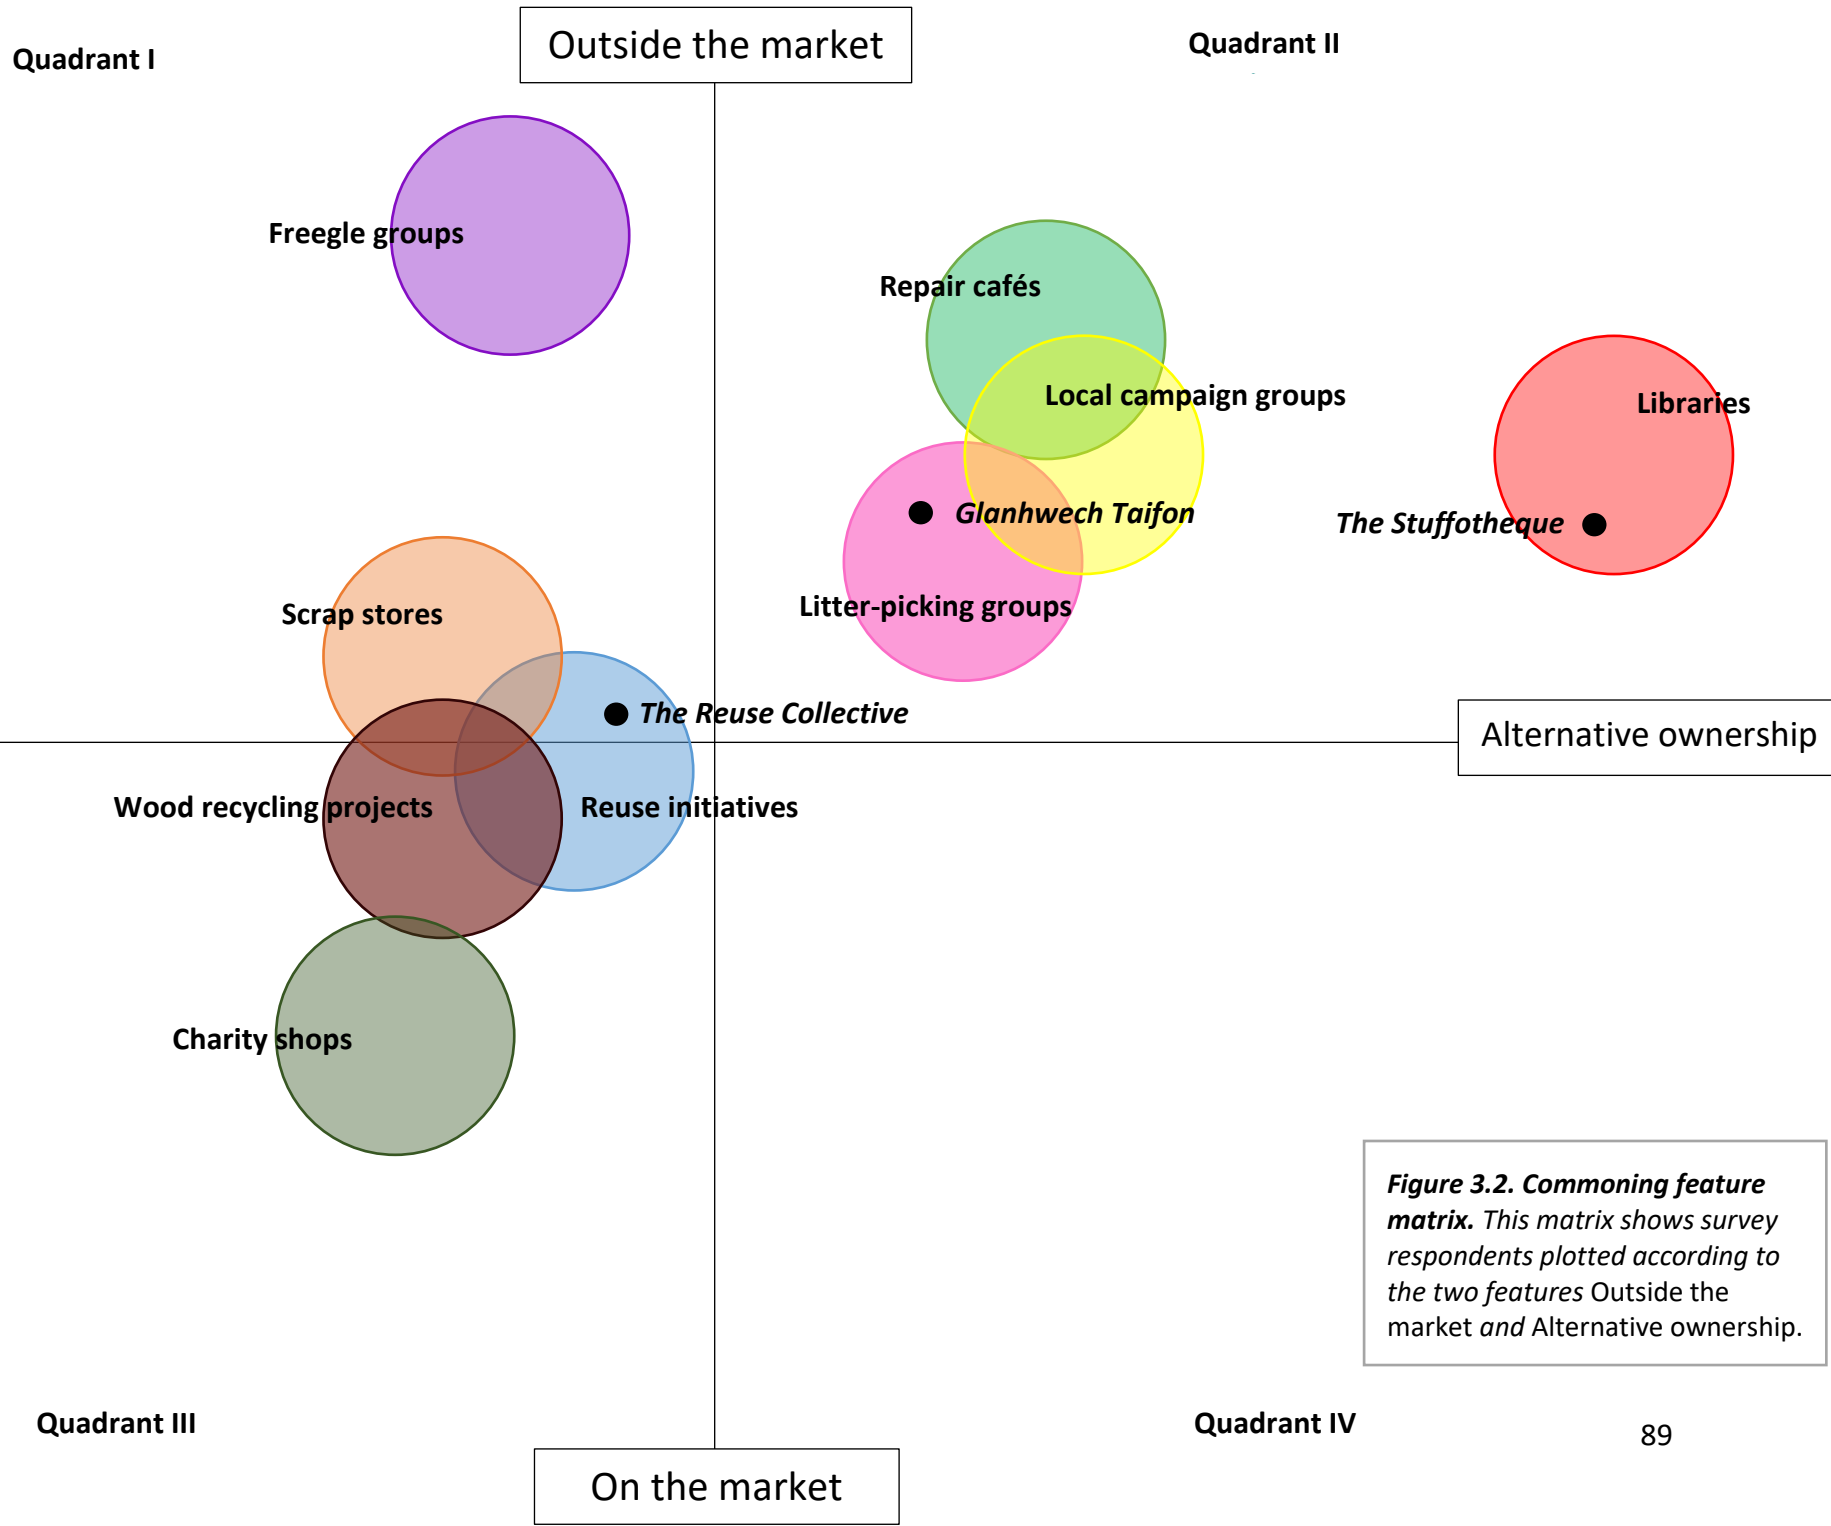 Quadrant I
Outside the market
Quadrant II
Freegle groups
Repair cafés
Local campaign groups
Libraries
Glanhwech Taifon
The Stuffotheque
Scrap stores
Litter-picking groups
The Reuse Collective
Alternative ownership
Wood recycling projects
Reuse initiatives
Charity shops
Figure 3.2. Commoning feature
matrix. This matrix shows survey
respondents plotted according to
the two features Outside the
market and Alternative ownership.
Quadrant III
Quadrant IV
89
On the market